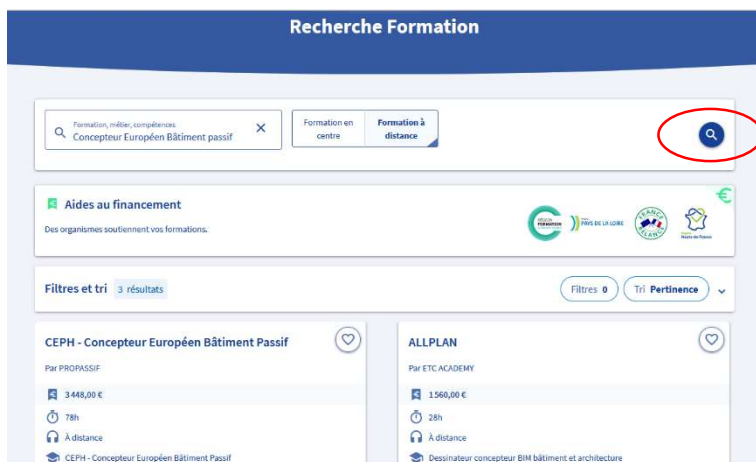 Recherche Formation
Formation, métier, compétences
Concepteur Européen Bâtiment passif
Formation en
centre
Formation à
distance
Aides au financement
Des organismes soutiennent vos formations.
PAYS DE LA LOIRE
FRANCE
RELANCE
€
Filtres et tri 3 résultats
Filtres 0
Tri Pertinence
CEPH - Concepteur Européen Bâtiment Passif
Par PROPASSIF
3 448,00 €
78h
À distance
CEPH - Concepteur Européen Bâtiment Passif
ALLPLAN
Par ETC ACADEMY
1 560,00 €
28h
À distance
Dessinateur concepteur BIM bâtiment et architecture